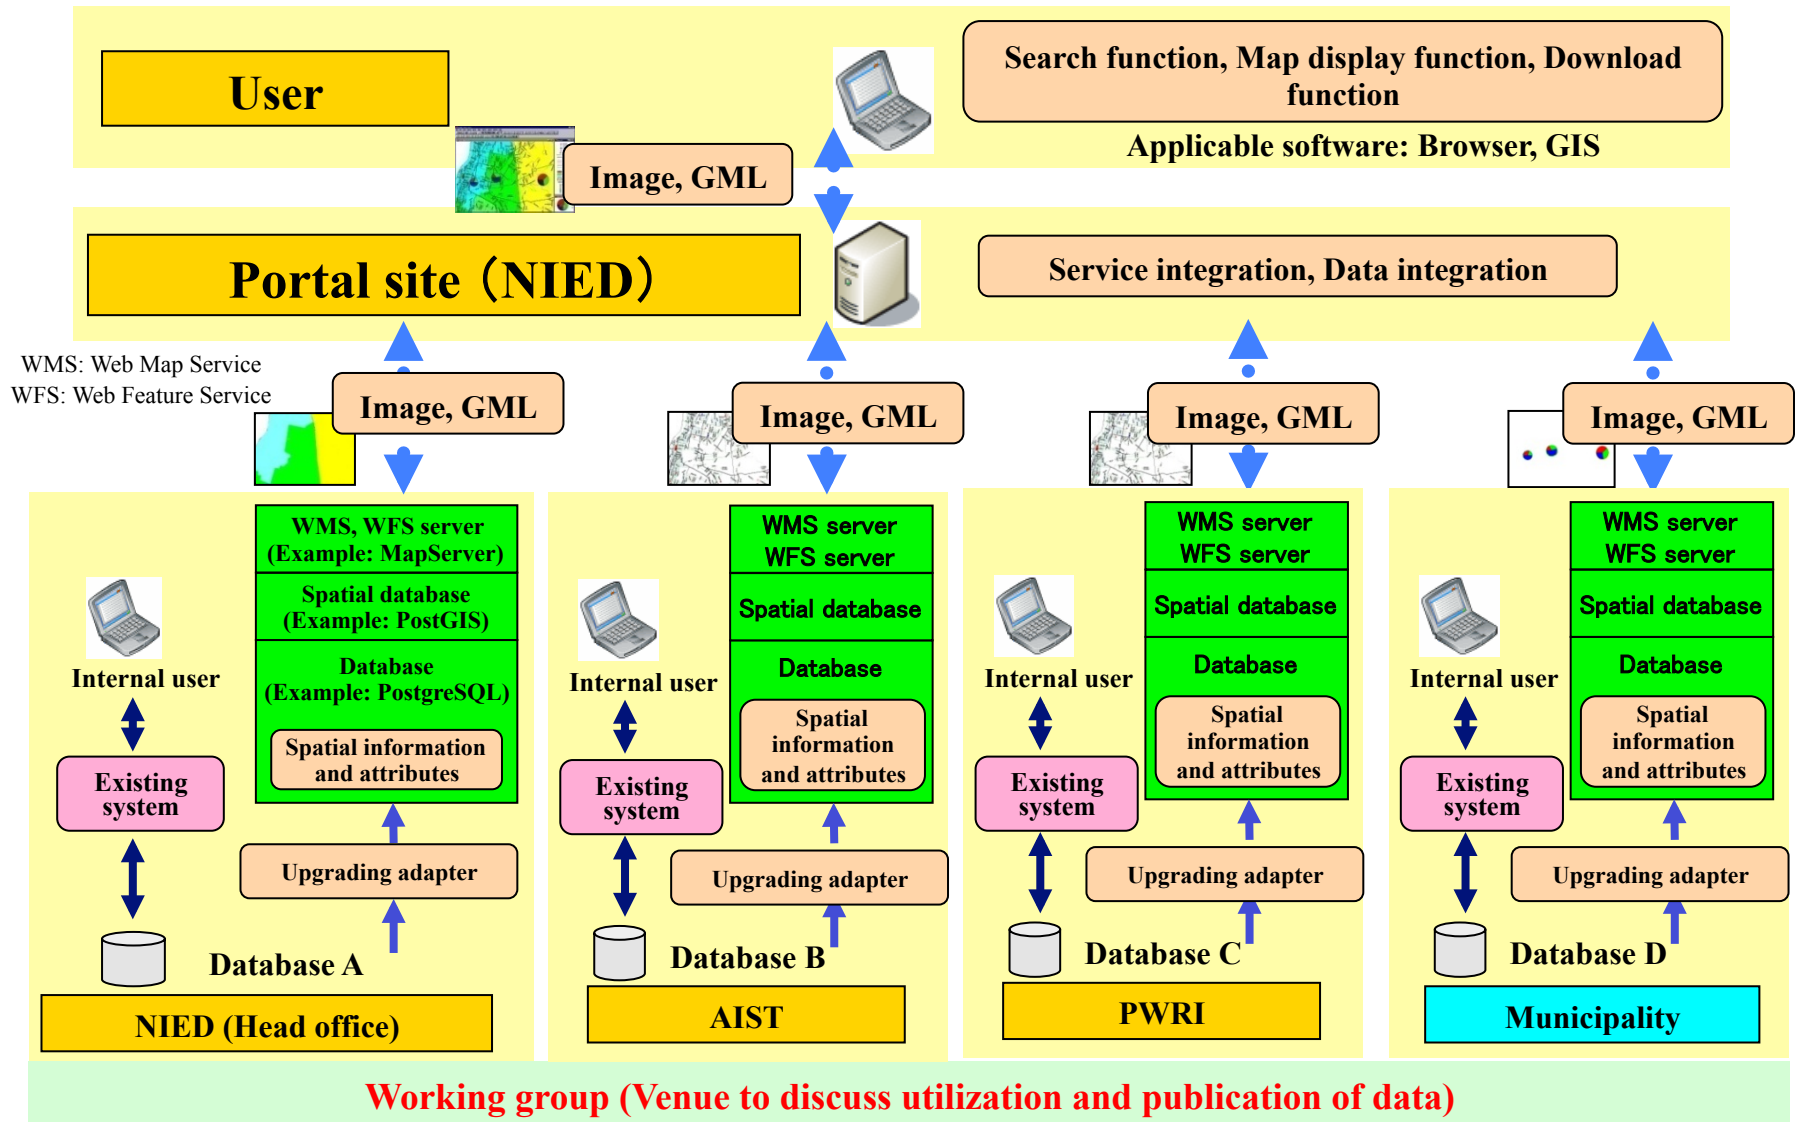 User
Search function, Map display function, Download
function
Applicable software: Browser, GIS
Image, GML
Portal site（NIED）
Service integration, Data integration
WMS: Web Map Service
WFS: Web Feature Service
Image, GML
Image, GML
Image, GML
Image, GML
WMS, WFS server
(Example: MapServer)
Spatial database
(Example: PostGIS)
Database
(Example: PostgreSQL)
Spatial information
and attributes
Internal user
Existing
system
Upgrading adapter
Database A
NIED (Head office)
WMS server
WFS server
Spatial database
Database
Spatial
information
and attributes
Internal user
Existing
system
Upgrading adapter
Database B
AIST
WMS server
WFS server
Spatial database
Database
Spatial
information
and attributes
Internal user
Existing
system
Upgrading adapter
Database C
PWRI
WMS server
WFS server
Spatial database
Database
Spatial
information
and attributes
Internal user
Existing
system
Upgrading adapter
Database D
Municipality
Working group (Venue to discuss utilization and publication of data)